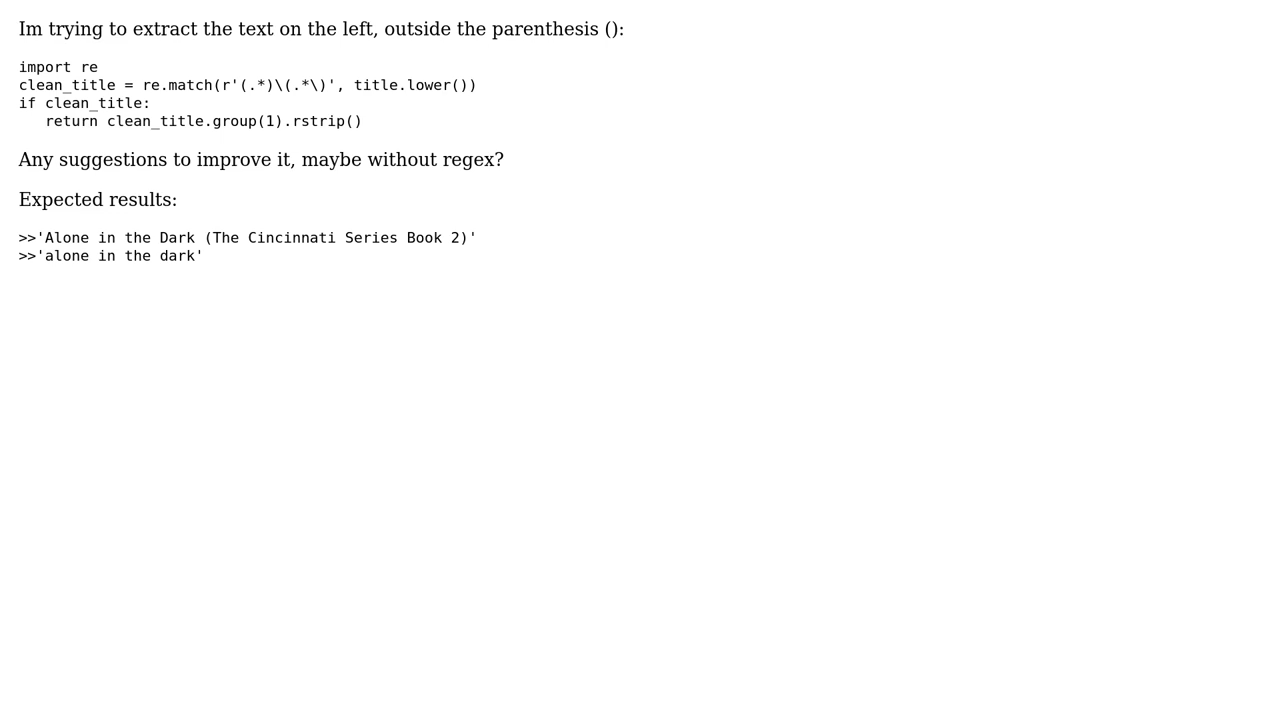 Im trying to extract the text on the left, outside the parenthesis ():
import re
clean_title = re.match(r'(.*)\(.*\)', title.lower())
if clean_title:
   return clean_title.group(1).rstrip()
Any suggestions to improve it, maybe without regex?
Expected results:
>>'Alone in the Dark (The Cincinnati Series Book 2)'
>>'alone in the dark'